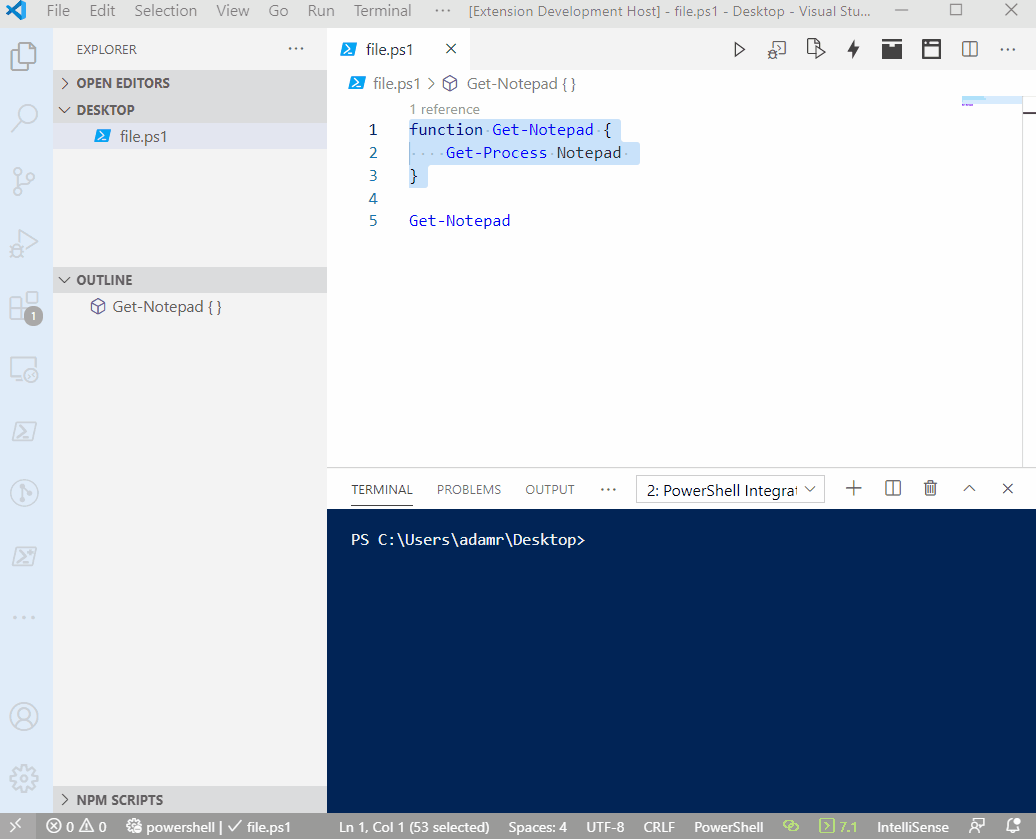 File Edit Selection View Go Run Terminal ··· [Extension Development Host] - file.ps1 - Desktop - Visual Stu...
EXPLORER ···
OPEN EDITORS
DESKTOP
file.ps1
OUTLINE
Get-Notepad { }
NPM SCRIPTS
1
file.ps1
file.ps1 > Get-Notepad { }
1 reference
1 function Get-Notepad {
2 ····Get-Process Notepad
3 }
4
5 Get-Notepad
TERMINAL PROBLEMS OUTPUT ··· 2: PowerShell Integrat
PS C:\Users\adamr\Desktop>
0 0 powershell | ✓ file.ps1 Ln 1, Col 1 (53 selected) Spaces: 4 UTF-8 CRLF PowerShell 7.1 IntelliSense